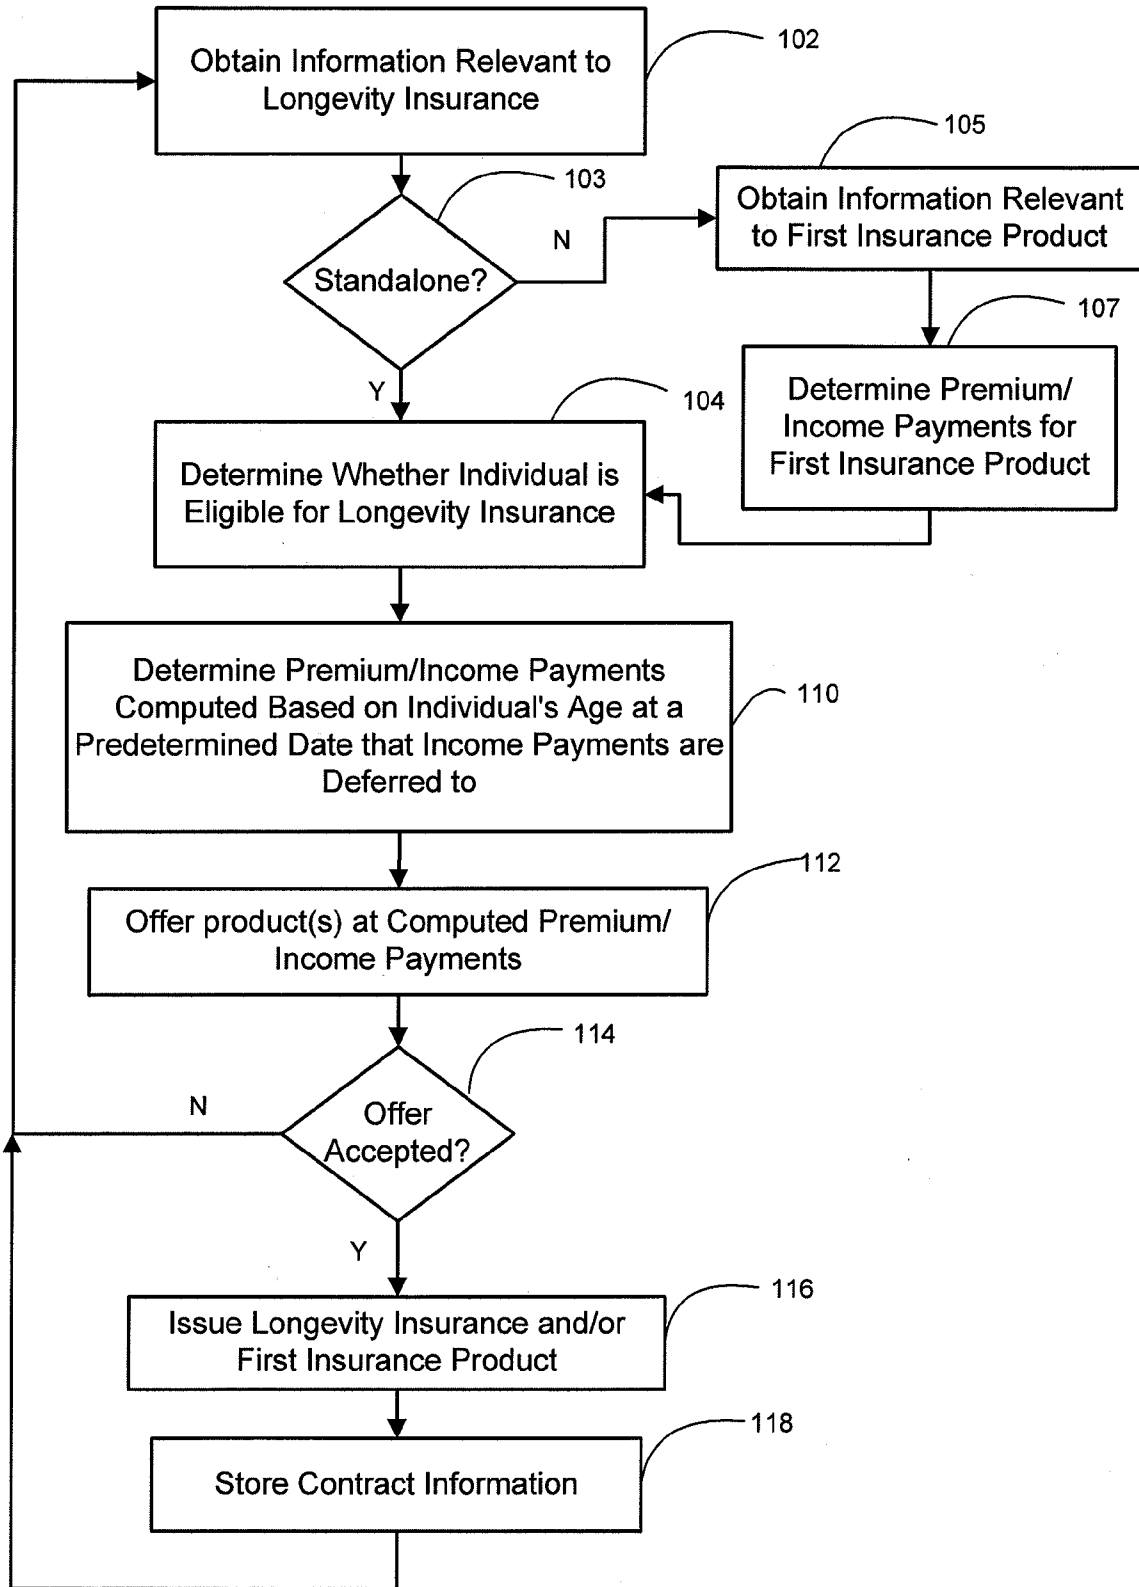 102
Obtain Information Relevant to
Longevity Insurance
105
103
Obtain Information Relevant
to First Insurance Product
N
Standalone?
107
Y
104
Determine Premium/
Income Payments for
First Insurance Product
Determine Whether Individual is
Eligible for Longevity Insurance
Determine Premium/Income Payments
Computed Based on Individual's Age at a
Predetermined Date that Income Payments are
Deferred to
110
112
Offer product(s) at Computed Premium/
Income Payments
114
N
Offer
Accepted?
Y
116
Issue Longevity Insurance and/or
First Insurance Product
118
Store Contract Information